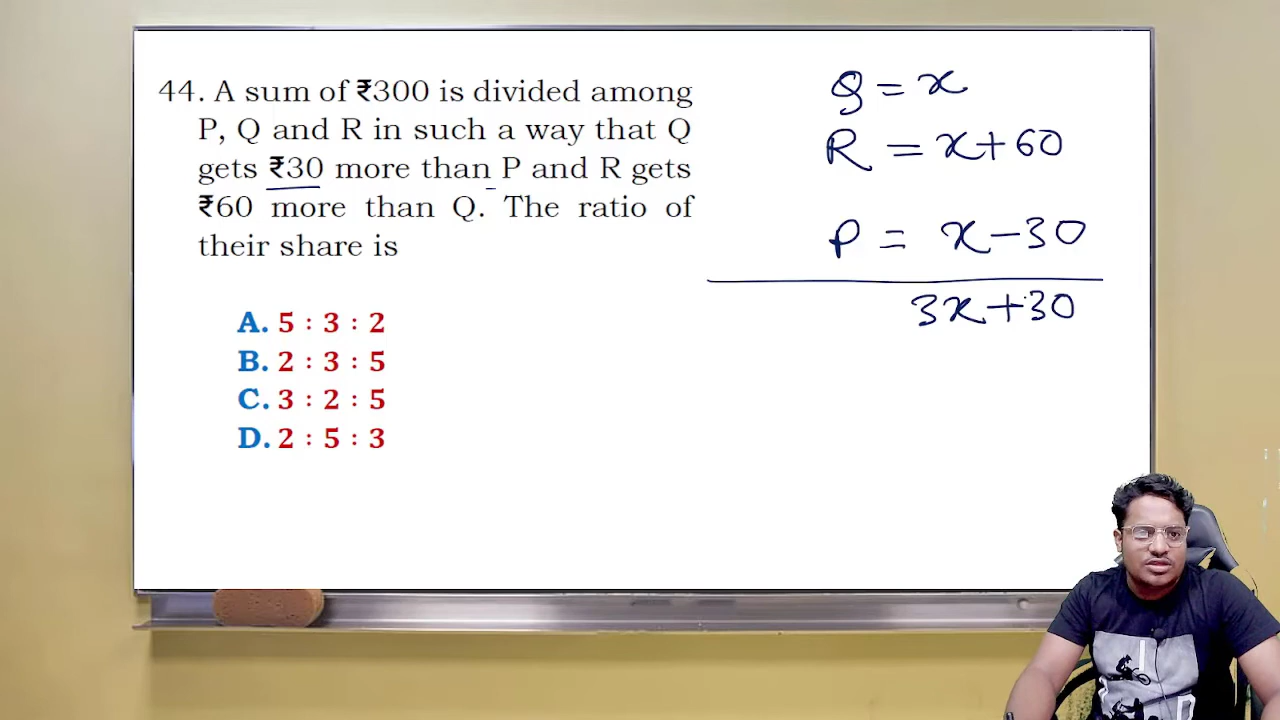 44. A sum of ₹300 is divided among
P, Q and R in such a way that Q
gets ₹30 more than P and R gets
₹60 more than Q. The ratio of
their share is
A. 5 : 3 : 2
B. 2 : 3 : 5
C. 3 : 2 : 5
D. 2 : 5 : 3
Q = x
R = x+60
P = x-30
3x+30